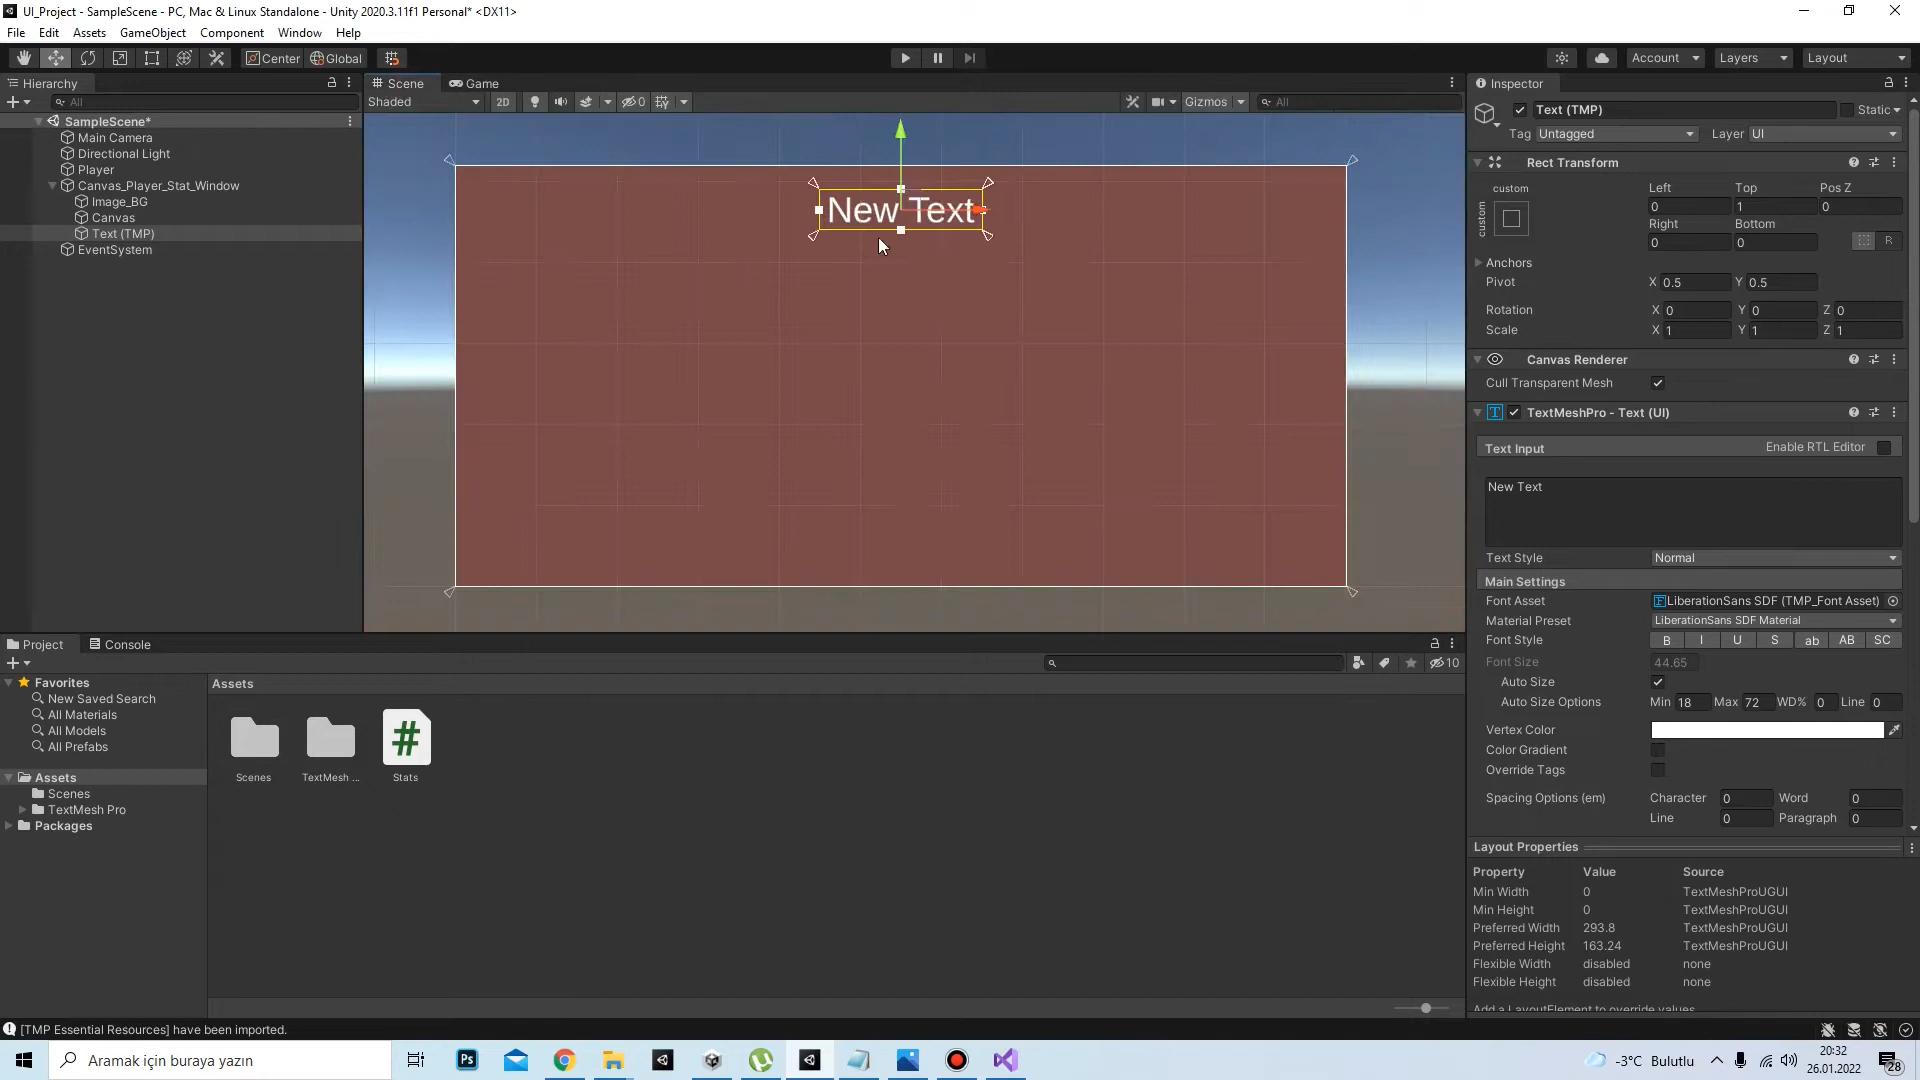 UI_Project - SampleScene - PC, Mac & Linux Standalone - Unity 2020.3.11f1 Personal* <DX11>
File Edit Assets GameObject Component Window Help
Center Global Account Layers Layout
Hierarchy
All
SampleScene*
Main Camera
Directional Light
Player
Canvas_Player_Stat_Window
Image_BG
Canvas
Text (TMP)
EventSystem
Scene Game
Shaded 2D 0 Gizmos All
New Text
Inspector
Text (TMP) Static
Tag Untagged Layer UI
Rect Transform
custom Left Top Pos Z
custom
0 1 0
Right Bottom
0 0 R
Anchors
Pivot X 0.5 Y 0.5
Rotation X 0 Y 0 Z 0
Scale X 1 Y 1 Z 1
Canvas Renderer
Cull Transparent Mesh
TextMeshPro - Text (UI)
Text Input Enable RTL Editor
New Text
Text Style Normal
Main Settings
Font Asset LiberationSans SDF (TMP_Font Asset)
Material Preset LiberationSans SDF Material
Font Style B I U S ab AB SC
Font Size 44.65
Auto Size
Auto Size Options Min 18 Max 72 WD% 0 Line 0
Vertex Color
Color Gradient
Override Tags
Spacing Options (em) Character 0 Word 0
Line 0 Paragraph 0
Layout Properties
Property Value Source
Min Width 0 TextMeshProUGUI
Min Height 0 TextMeshProUGUI
Preferred Width 293.8 TextMeshProUGUI
Preferred Height 163.24 TextMeshProUGUI
Flexible Width disabled none
Flexible Height disabled none
Add a LayoutElement to override values
Project Console
10
Favorites
New Saved Search
All Materials
All Models
All Prefabs
Assets
Scenes
TextMesh Pro
Packages
Assets
Scenes TextMesh ... Stats
[TMP Essential Resources] have been imported.
Aramak için buraya yazın
Ps
-3°C Bulutlu
20:32
26.01.2022
28